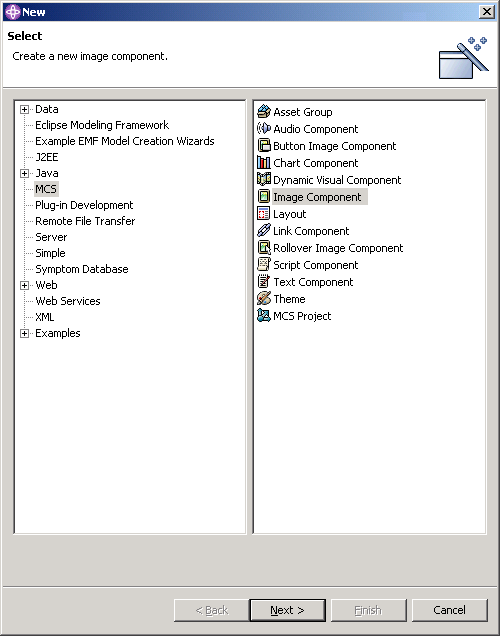 New
Select
Create a new image component.
Data
Eclipse Modeling Framework
Example EMF Model Creation Wizards
J2EE
Java
MCS
Plug-in Development
Remote File Transfer
Server
Simple
Symptom Database
Web
Web Services
XML
Examples
Asset Group
Audio Component
Button Image Component
Chart Component
Dynamic Visual Component
Image Component
Layout
Link Component
Rollover Image Component
Script Component
Text Component
Theme
MCS Project
< Back
Next >
Finish
Cancel